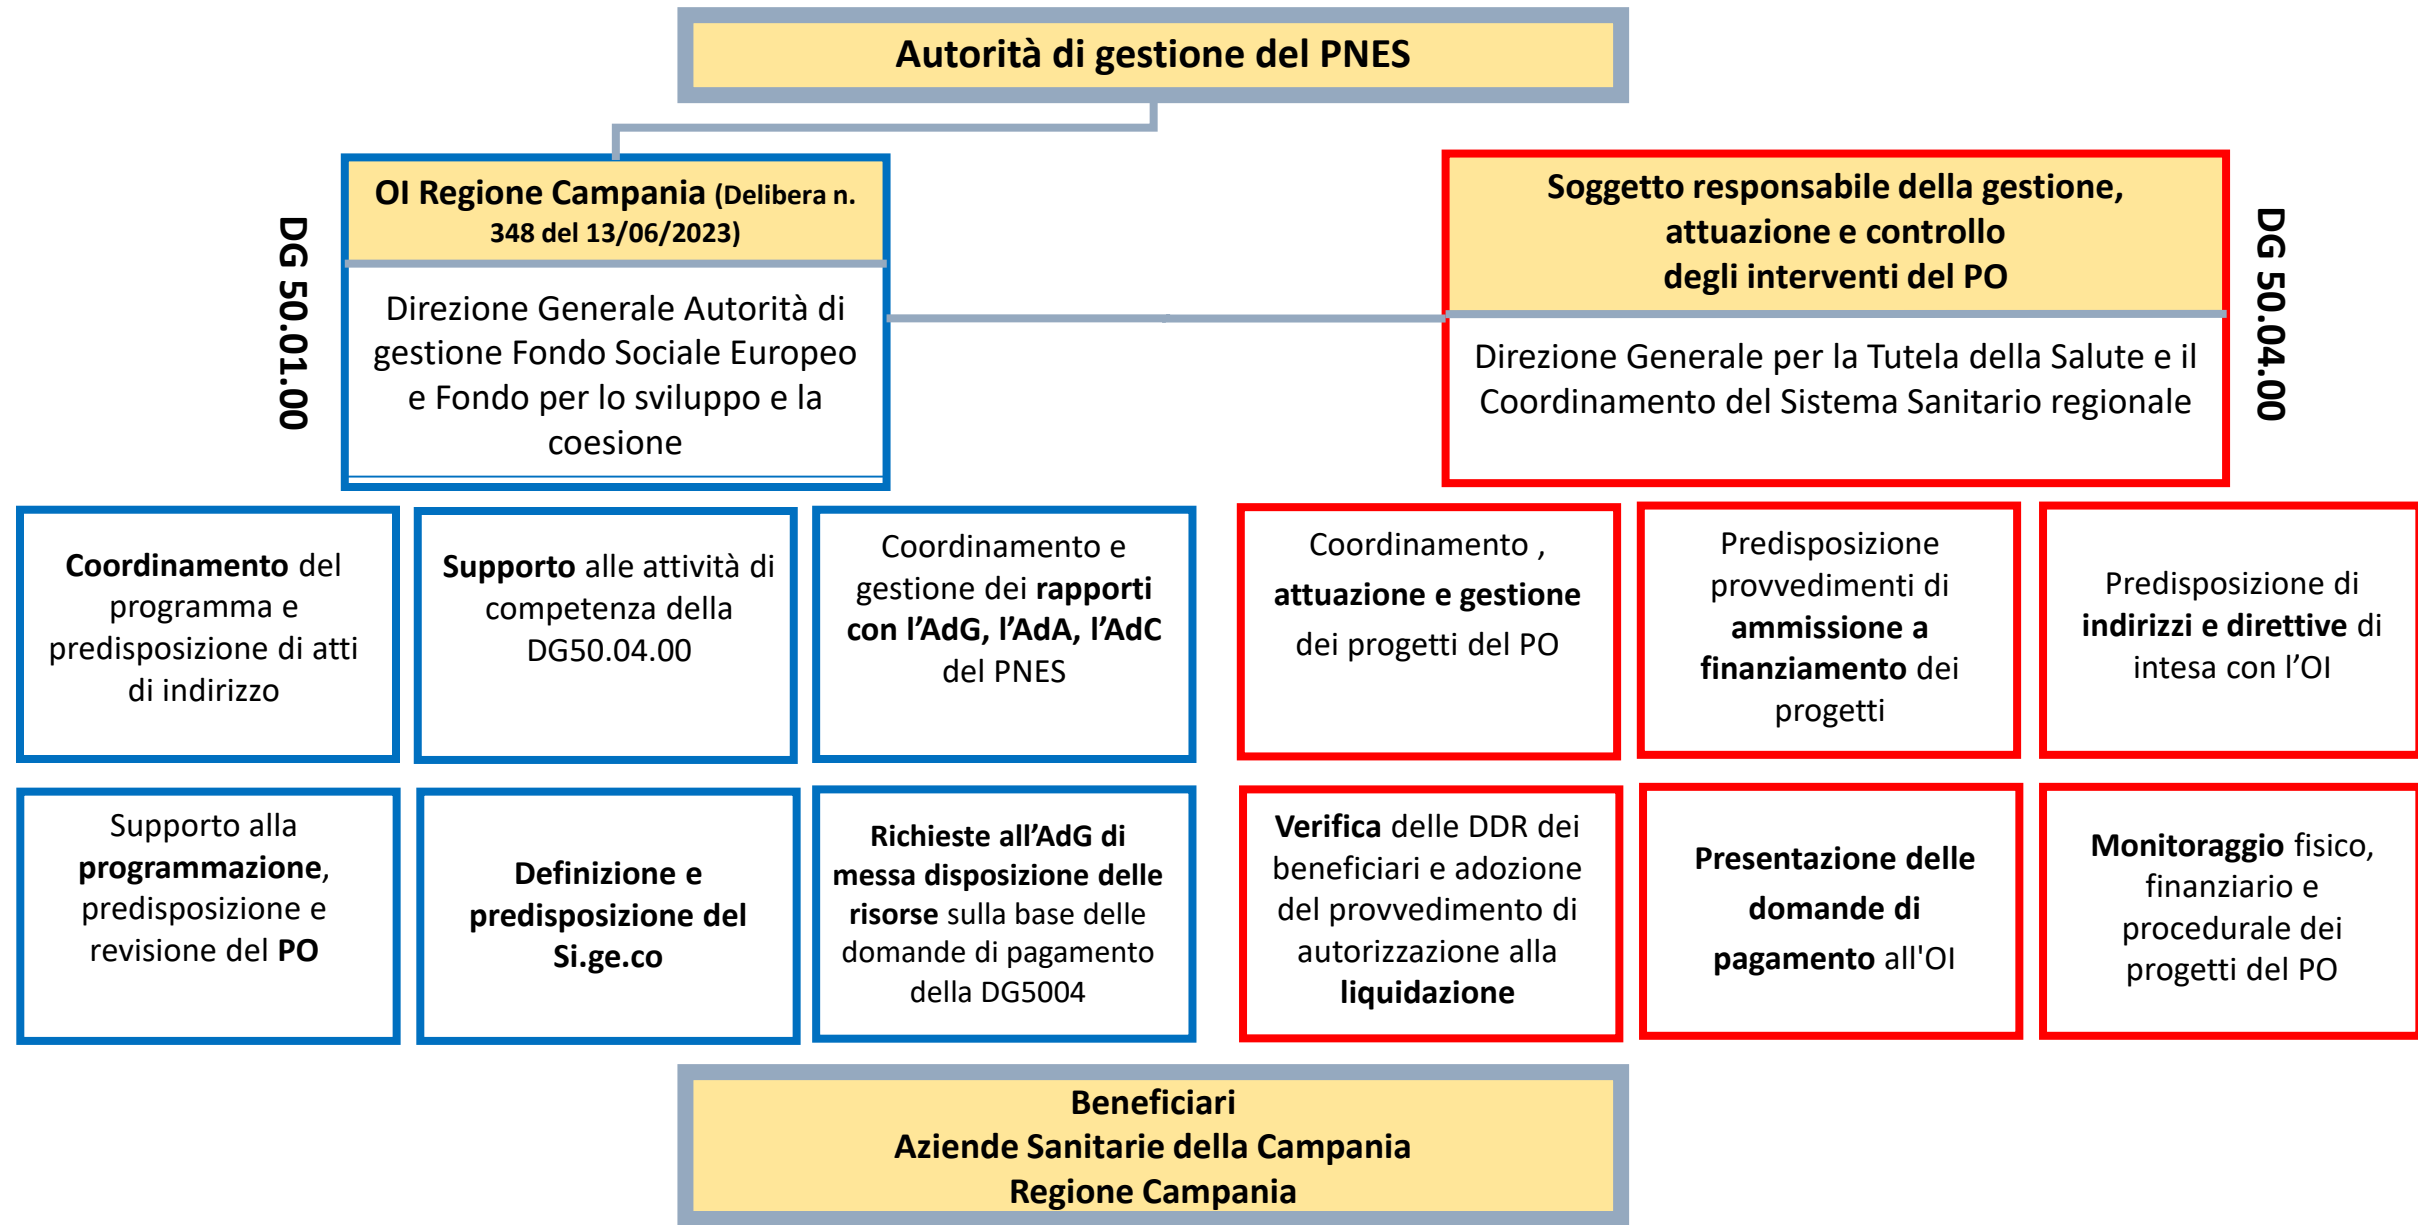 Autorità di gestione del PNES
DG 50.01.00
OI Regione Campania (Delibera n.
348 del 13/06/2023)
Direzione Generale Autorità di
gestione Fondo Sociale Europeo
e Fondo per lo sviluppo e la
coesione
Soggetto responsabile della gestione,
attuazione e controllo
degli interventi del PO
Direzione Generale per la Tutela della Salute e il
Coordinamento del Sistema Sanitario regionale
DG 50.04.00
Coordinamento del
programma e
predisposizione di atti
di indirizzo
Supporto alle attività di
competenza della
DG50.04.00
Coordinamento e
gestione dei rapporti
con l’AdG, l’AdA, l’AdC
del PNES
Coordinamento ,
attuazione e gestione
dei progetti del PO
Predisposizione
provvedimenti di
ammissione a
finanziamento dei
progetti
Predisposizione di
indirizzi e direttive di
intesa con l’OI
Supporto alla
programmazione,
predisposizione e
revisione del PO
Definizione e
predisposizione del
Si.ge.co
Richieste all’AdG di
messa disposizione delle
risorse sulla base delle
domande di pagamento
della DG5004
Verifica delle DDR dei
beneficiari e adozione
del provvedimento di
autorizzazione alla
liquidazione
Presentazione delle
domande di
pagamento all'OI
Monitoraggio fisico,
finanziario e
procedurale dei
progetti del PO
Beneficiari
Aziende Sanitarie della Campania
Regione Campania